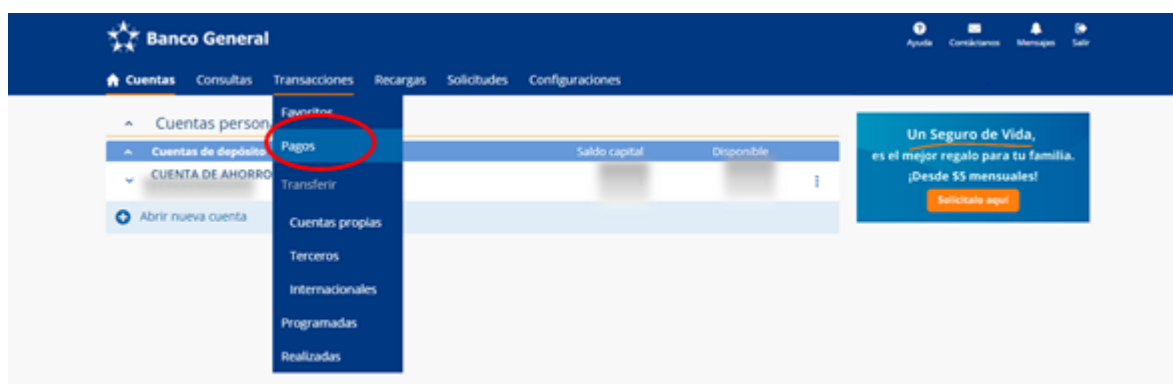 Banco General
Ayuda Contáctanos Mensajes Salir
Cuentas Consultas Transacciones Recargas Solicitudes Configuraciones
Cuentas person
Cuentas de depósito Saldo capital Disponible
CUENTA DE AHORRO
Abrir nueva cuenta
Favoritos
Pagos
Transferir
Cuentas propias
Terceros
Internacionales
Programadas
Realizadas
Un Seguro de Vida,
es el mejor regalo para tu familia.
¡Desde $5 mensuales!
Solicítalo aquí